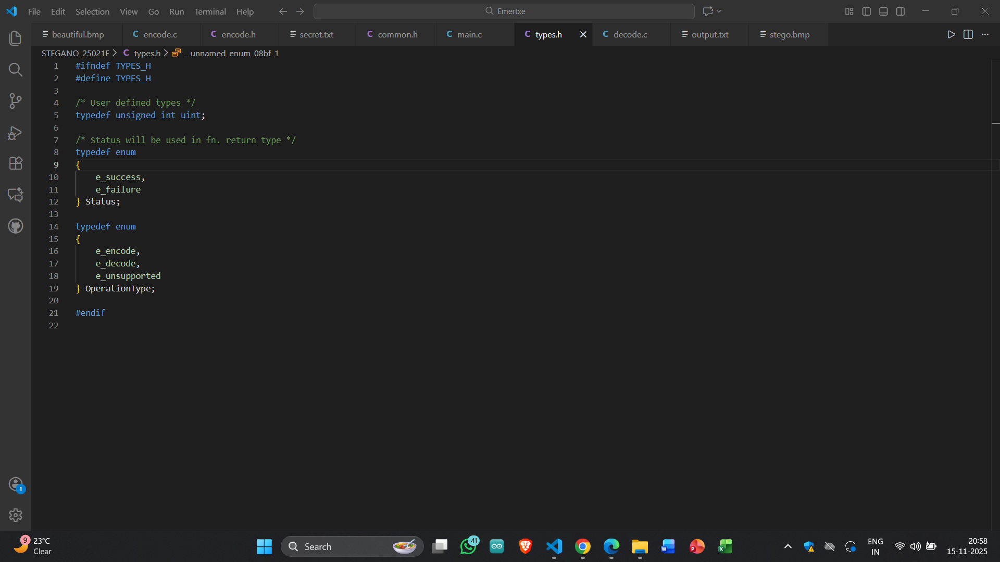 File Edit Selection View Go Run Terminal Help
Emertxe
beautiful.bmp
encode.c
encode.h
secret.txt
common.h
main.c
types.h
decode.c
output.txt
stego.bmp
STEGANO_25021F > C types.h > __unnamed_enum_08bf_1
1 #ifndef TYPES_H
2 #define TYPES_H
3
4 /* User defined types */
5 typedef unsigned int uint;
6
7 /* Status will be used in fn. return type */
8 typedef enum
9 {
10 e_success,
11 e_failure
12 } Status;
13
14 typedef enum
15 {
16 e_encode,
17 e_decode,
18 e_unsupported
19 } OperationType;
20
21 #endif
22
1
9
23°C
Clear
Search
41
ENG
IN
20:58
15-11-2025